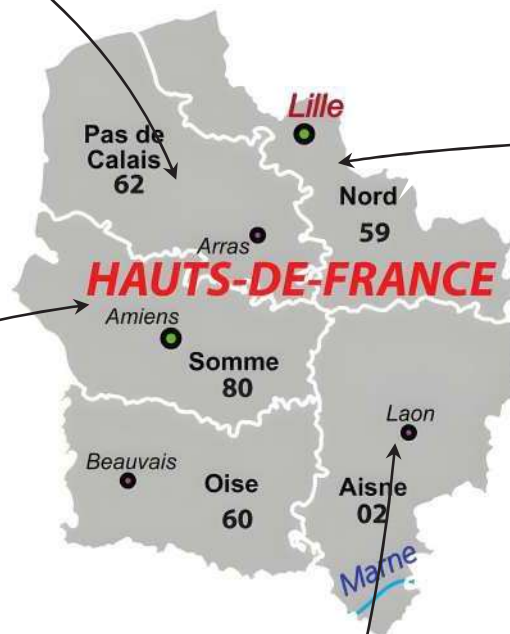 Lille
Pas de
Calais
62
Nord
59
Arras
HAUTS-DE-FRANCE
Amiens
Somme
80
Laon
Beauvais
Oise
60
Aisne
02
Marne